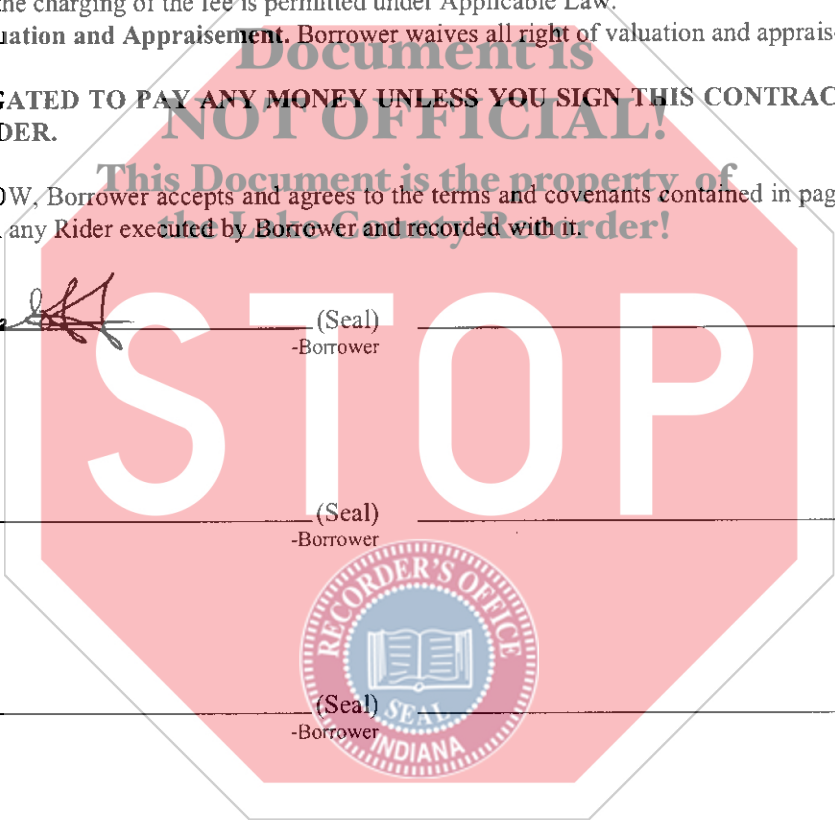 the charging of the fee is permitted under Applicable Law.
uation and Appraisement. Borrower waives all right of valuation and apprais
Document is
GATED TO PAY ANY MONEY UNLESS YOU SIGN THIS CONTRAC
NOT OFFICIAL!
DER.
This Document is the property of
OW, Borrower accepts and agrees to the terms and covenants contained in pag
any Rider executed by Borrower and recorded with it.
the Lake County Recorder!
STOP
(Seal)
-Borrower
(Seal)
-Borrower
RECORDER'S OFFICE
(Seal)
SEAL
-Borrower
INDIANA